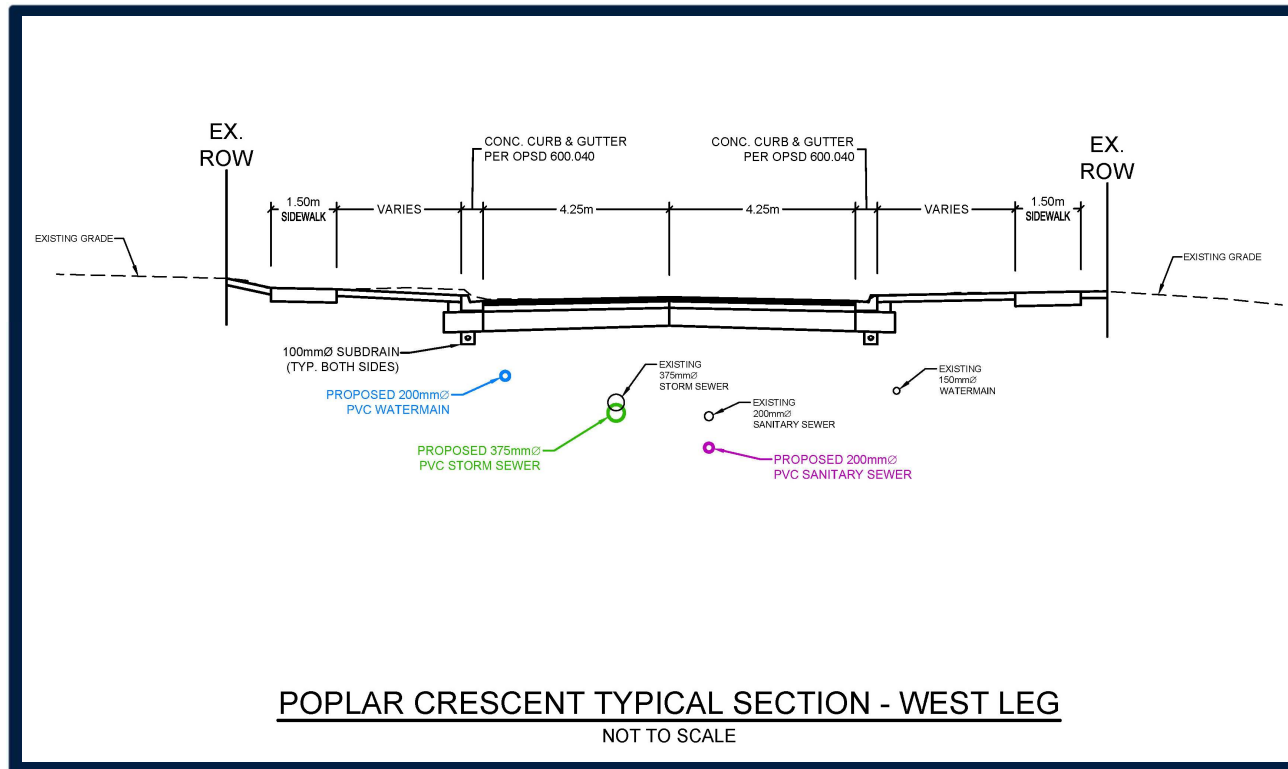 EX.
ROW
CONC. CURB & GUTTER
PER OPSD 600.040
CONC. CURB & GUTTER
PER OPSD 600.040
EX.
ROW
1.50m
SIDEWALK
VARIES
4.25m
4.25m
VARIES
1.50m
SIDEWALK
EXISTING GRADE
EXISTING GRADE
100mmØ SUBDRAIN
(TYP. BOTH SIDES)
PROPOSED 200mmØ
PVC WATERMAIN
EXISTING
375mmØ
STORM SEWER
EXISTING
150mmØ
WATERMAIN
EXISTING
200mmØ
SANITARY SEWER
PROPOSED 375mmØ
PVC STORM SEWER
PROPOSED 200mmØ
PVC SANITARY SEWER
POPLAR CRESCENT TYPICAL SECTION - WEST LEG
NOT TO SCALE